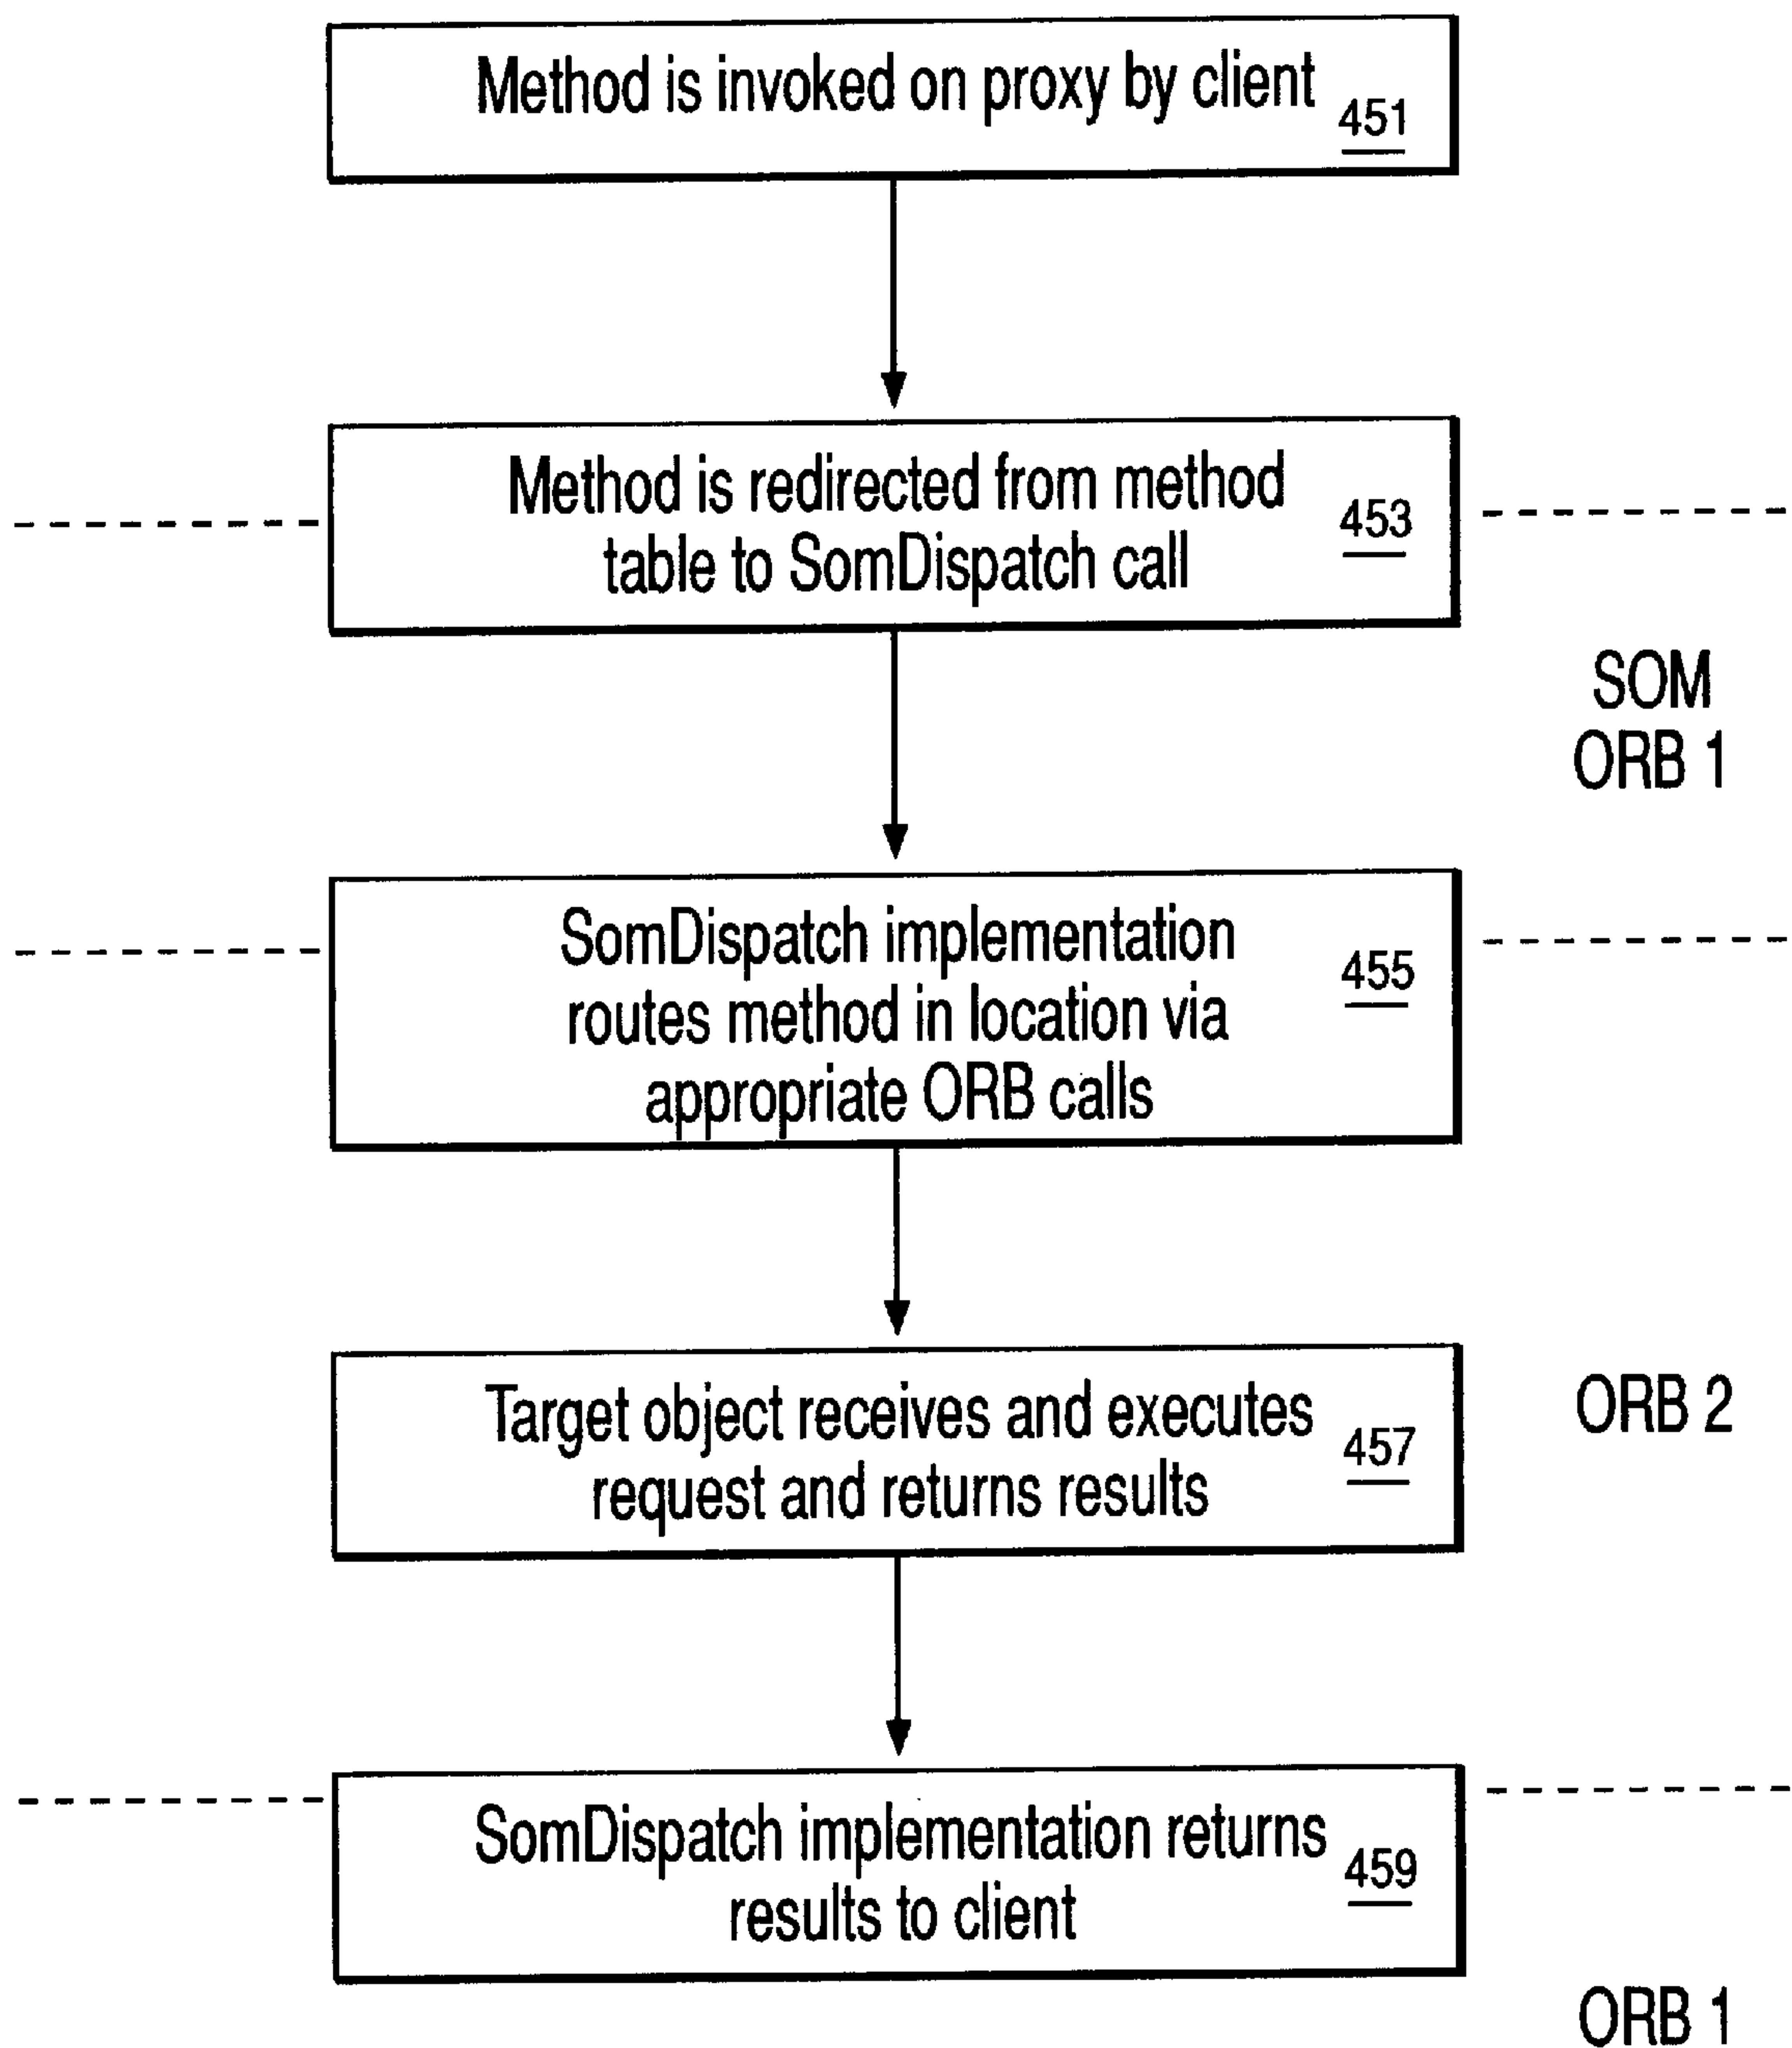 Method is invoked on proxy by client
451
Method is redirected from method
table to SomDispatch call
453
SOM
ORB 1
SomDispatch implementation
routes method in location via
appropriate ORB calls
455
Target object receives and executes
request and returns results
457
ORB 2
SomDispatch implementation returns
results to client
459
ORB 1